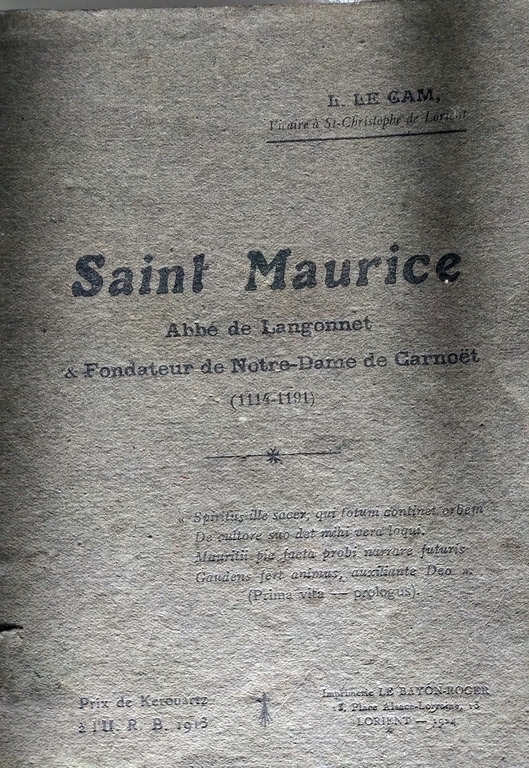 L. LE CAM,
Vicaire à St-Christophe de Lorient
Saint Maurice
Abbé de Langonnet
& Fondateur de Notre-Dame de Carnoët
(1114-1191)
« Spiritus ille sacer, qui totum continet orbem
De cultore suo det mihi vera loqui.
Mauritii pie facta probi narrare futuris
Gaudens fert animus, auxiliante Deo ».
(Prima vita — prologus).
Prix de Kerouartz
à l'U. R. B. 1913
Imprimerie LE BAYON-ROGER
Place Alsace-Lorraine, 13
LORIENT — 1924